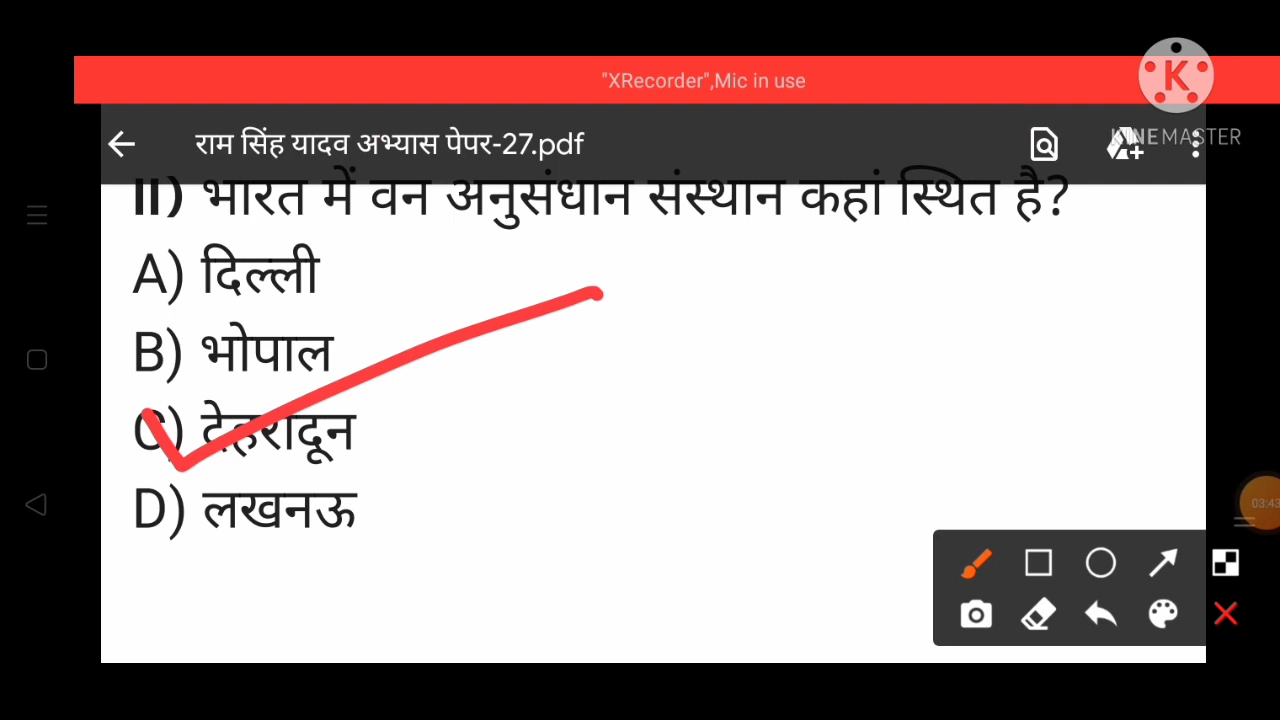 "XRecorder",Mic in use
K
KINEMASTER
राम सिंह यादव अभ्यास पेपर-27.pdf
II) भारत में वन अनुसंधान संस्थान कहां स्थित है?
A) दिल्ली
B) भोपाल
C) देहरादून
D) लखनऊ
03:43